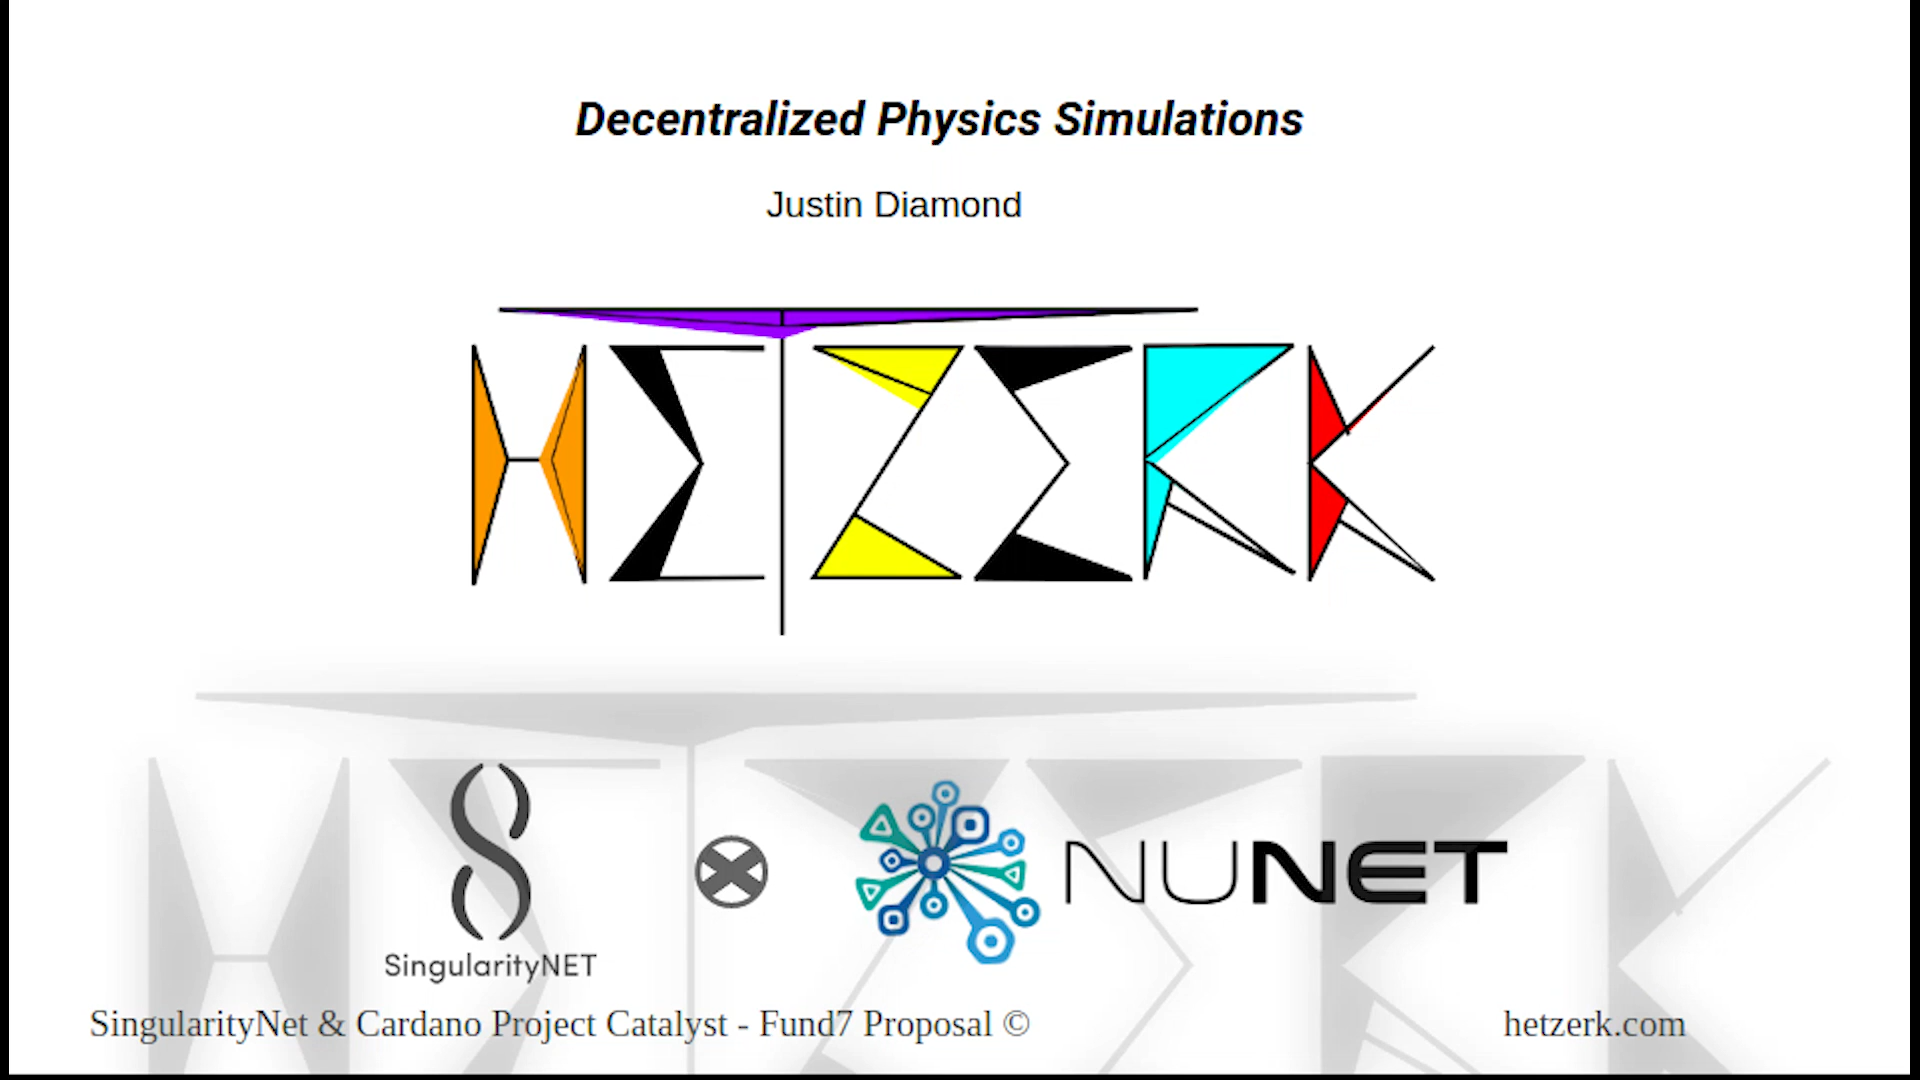 Decentralized Physics Simulations
Justin Diamond
HETZERK
SingularityNET
NUNET
SingularityNet & Cardano Project Catalyst - Fund7 Proposal ©
hetzerk.com